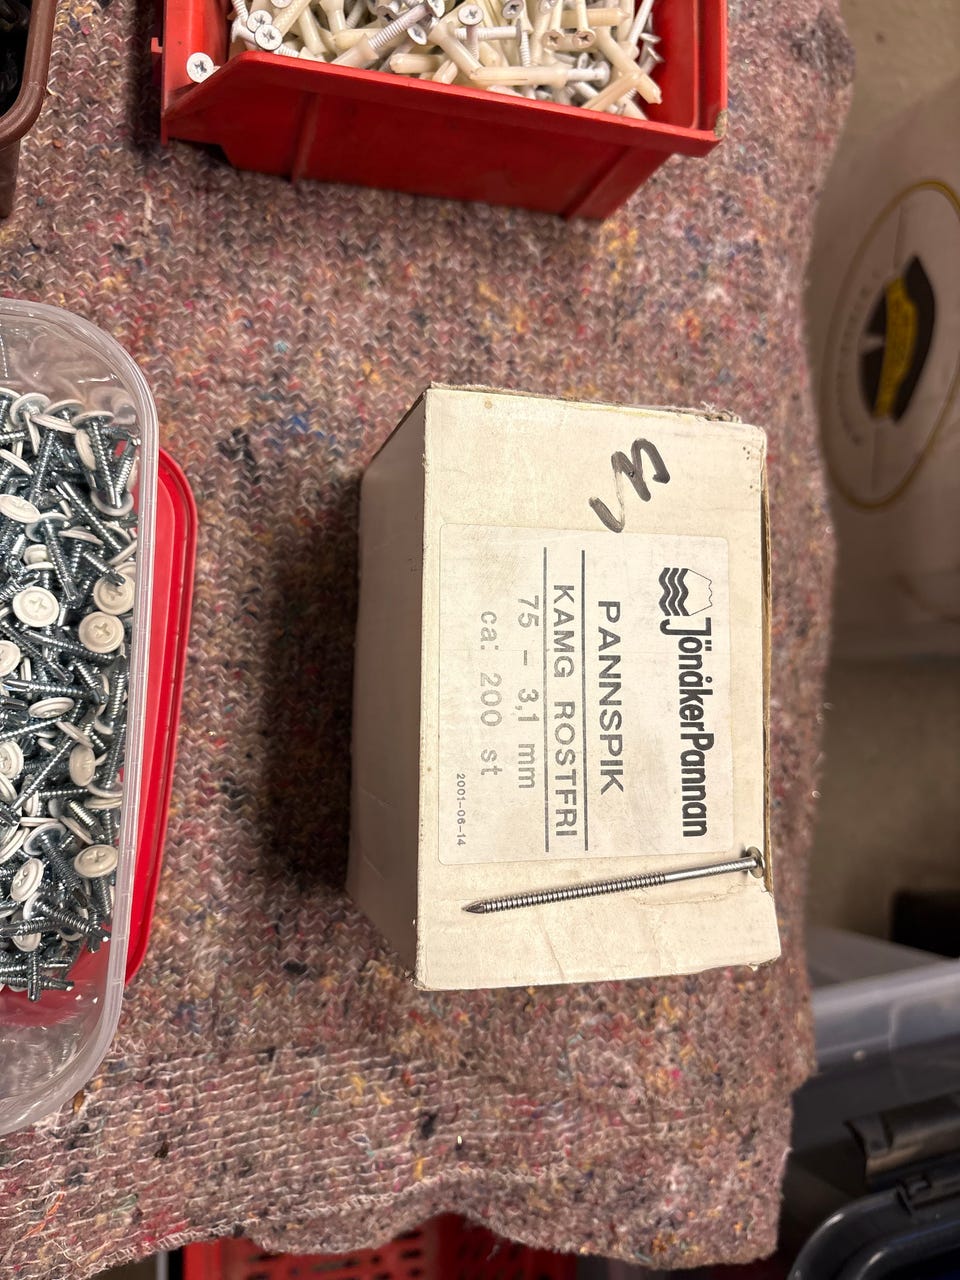 JönåkerPannan
PANNSPIK
KAMG ROSTFRI
75 - 3,1 mm
ca: 200 st
2001-06-14